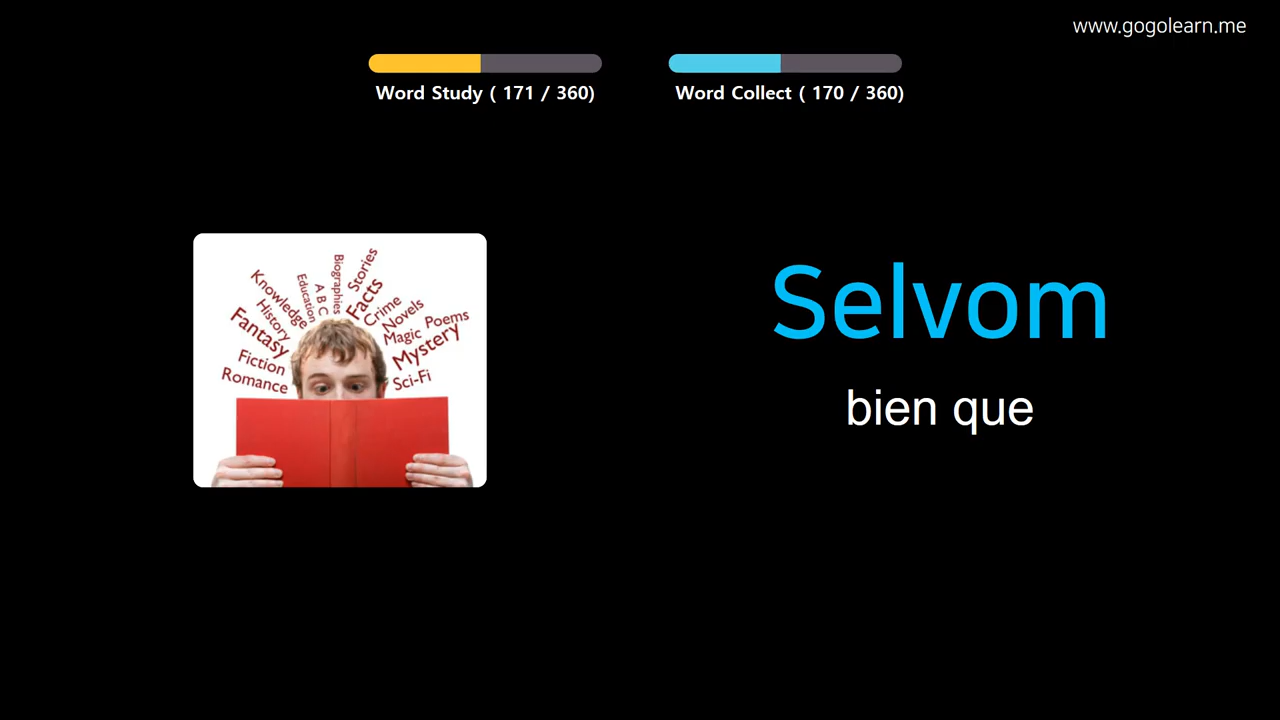 www.gogolearn.me
Word Study ( 171 / 360)
Word Collect ( 170 / 360)
Selvom
bien que
Knowledge
History
Fantasy
Fiction
Romance
Education
A B C
Biographies
Stories
Facts
Crime
Novels
Magic
Poems
Mystery
Sci-Fi